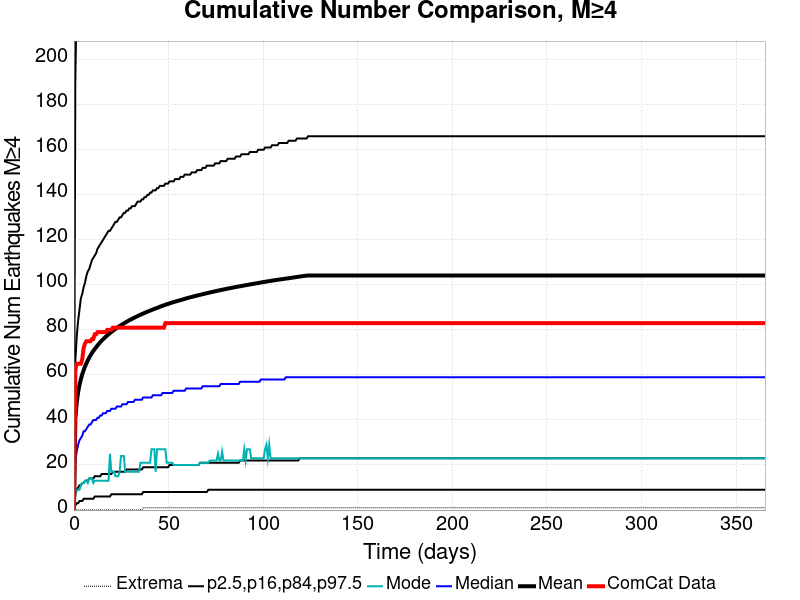 Cumulative Number Comparison, M≥4
Cumulative Num Earthquakes M≥4
200
180
160
140
120
100
80
60
40
20
0
0 50 100 150 200 250 300 350
Time (days)
Extrema p2.5,p16,p84,p97.5 Mode Median Mean ComCat Data